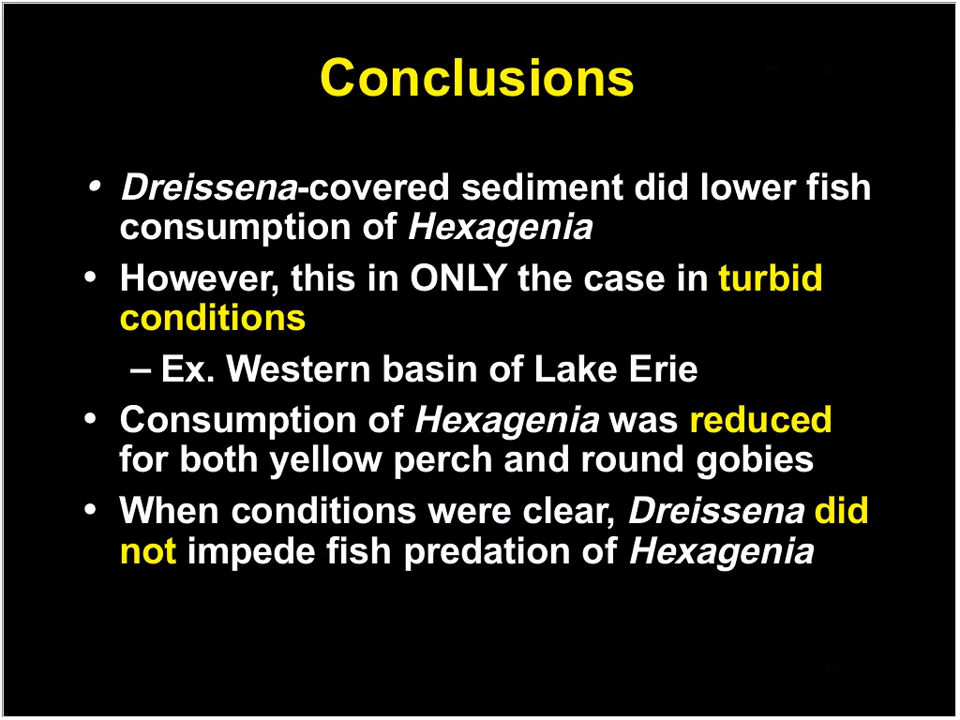 Conclusions
• Dreissena-covered sediment did lower fish
consumption of Hexagenia
• However, this in ONLY the case in turbid
conditions
– Ex. Western basin of Lake Erie
• Consumption of Hexagenia was reduced
for both yellow perch and round gobies
• When conditions were clear, Dreissena did
not impede fish predation of Hexagenia